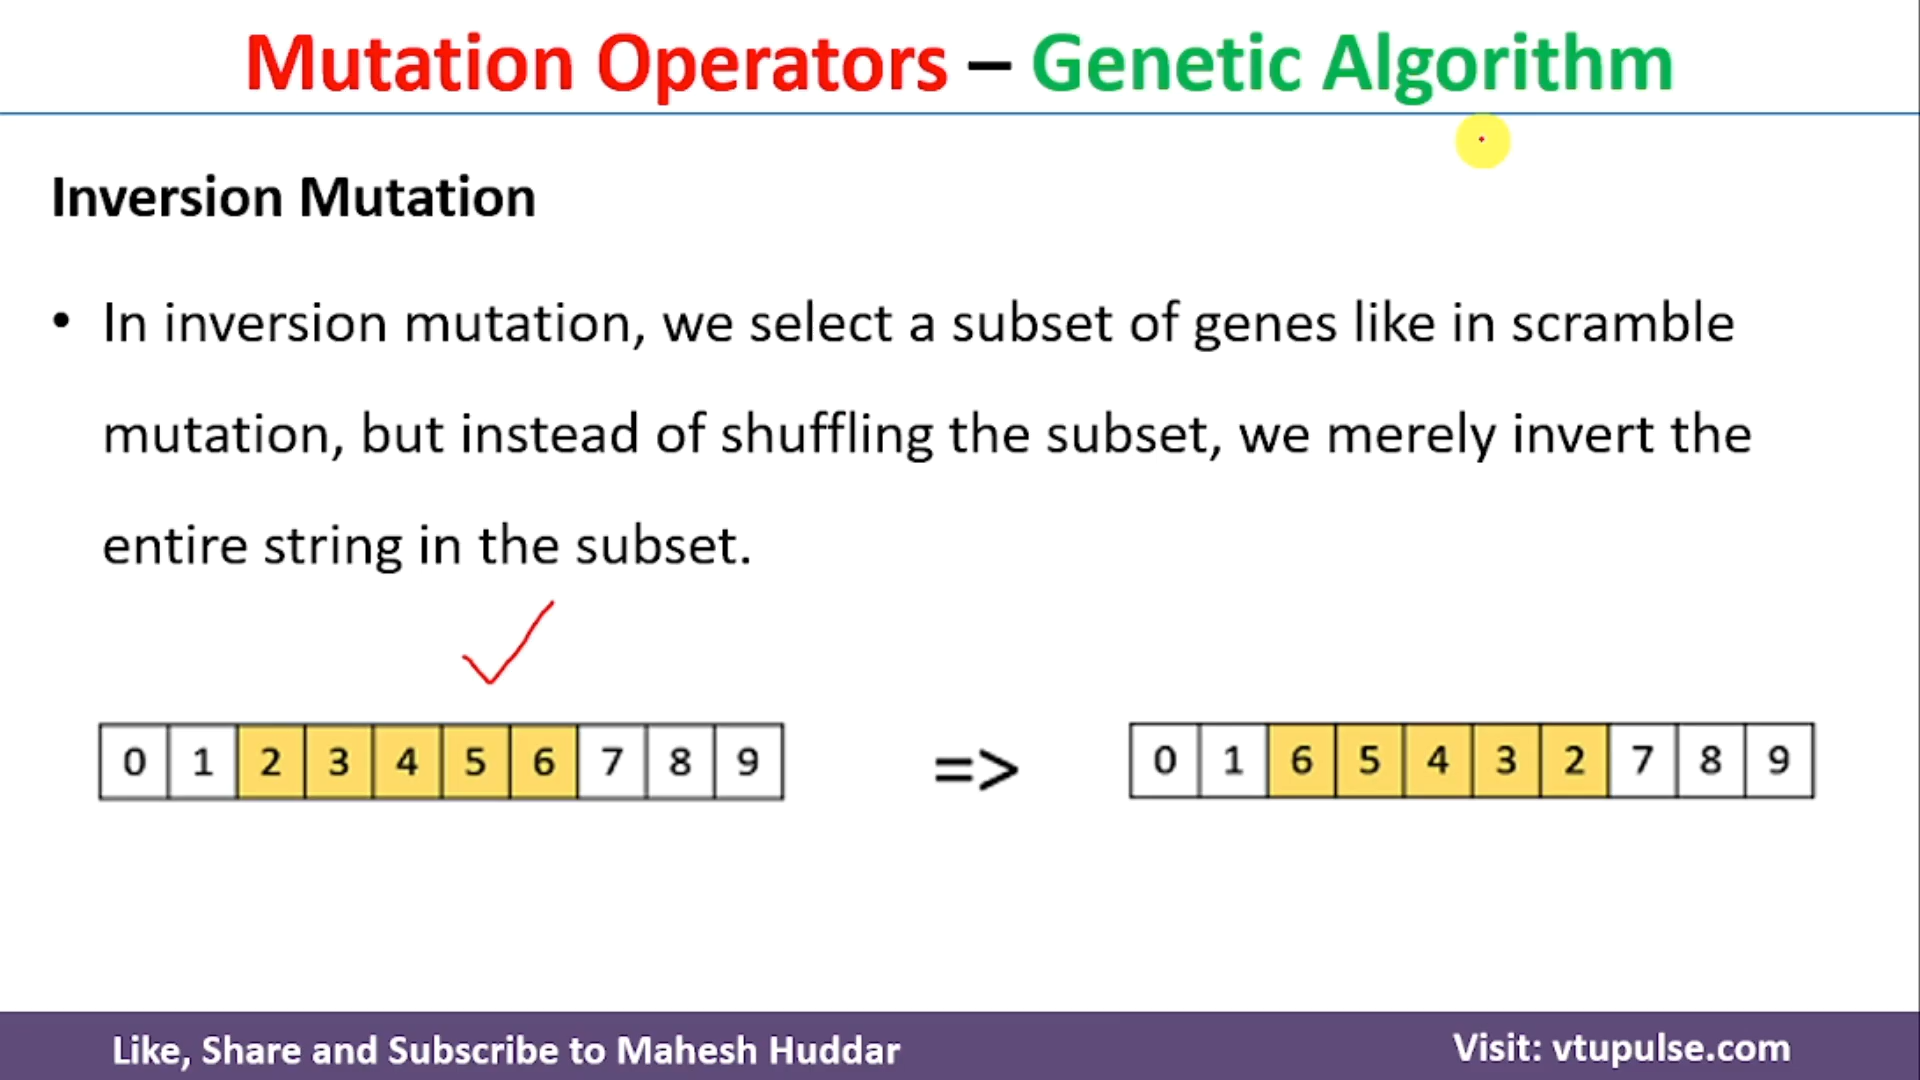 Mutation Operators – Genetic Algorithm
Inversion Mutation
• In inversion mutation, we select a subset of genes like in scramble
mutation, but instead of shuffling the subset, we merely invert the
entire string in the subset.
0 1 2 3 4 5 6 7 8 9 => 0 1 6 5 4 3 2 7 8 9
Like, Share and Subscribe to Mahesh Huddar Visit: vtupulse.com